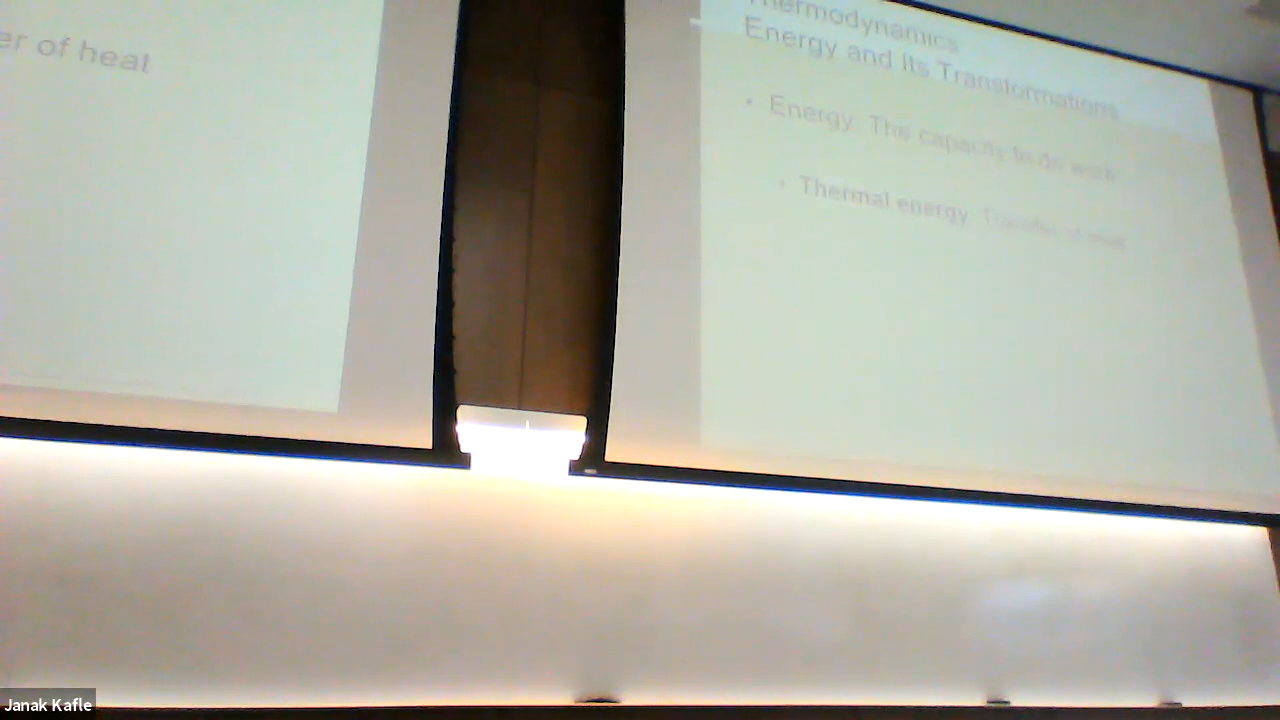 er of heat
Thermodynamics
Energy and Its Transformations
• Energy: The capacity to do work
• Thermal energy: Transfer of heat
Janak Kafle